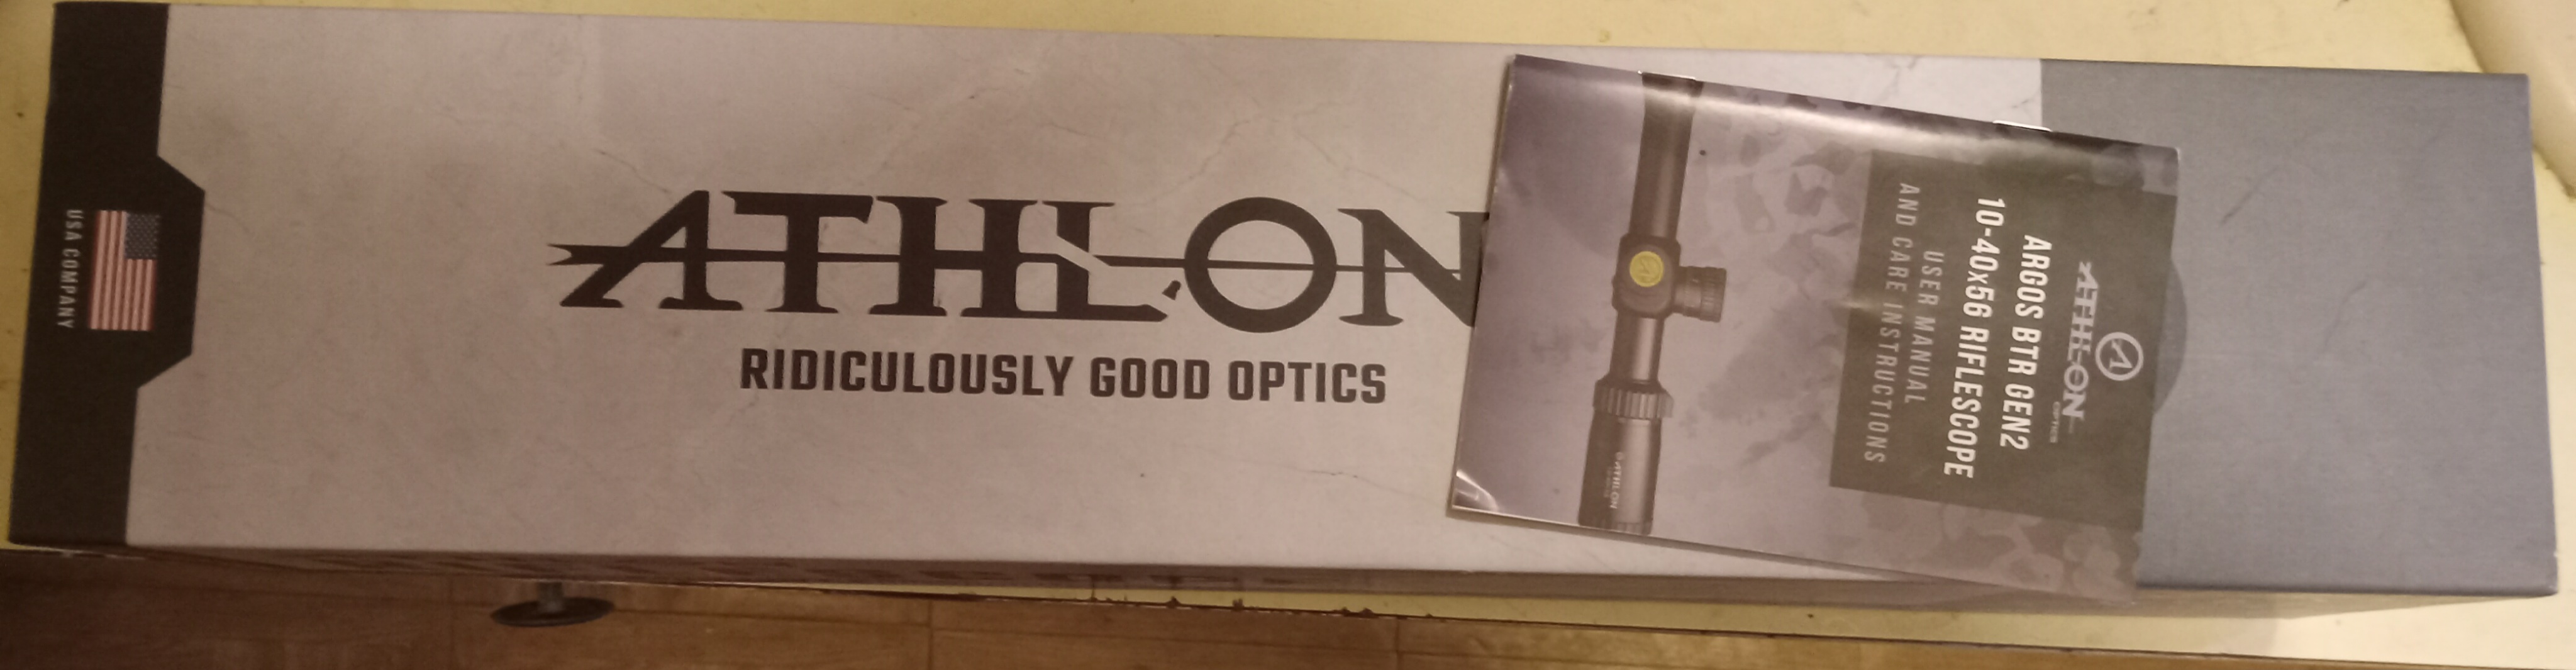 USA COMPANY
ATHLON
RIDICULOUSLY GOOD OPTICS
ATHLON
OPTICS
ARGOS BTR GEN2
10-40x56 RIFLESCOPE
USER MANUAL
AND CARE INSTRUCTIONS
ATHLON